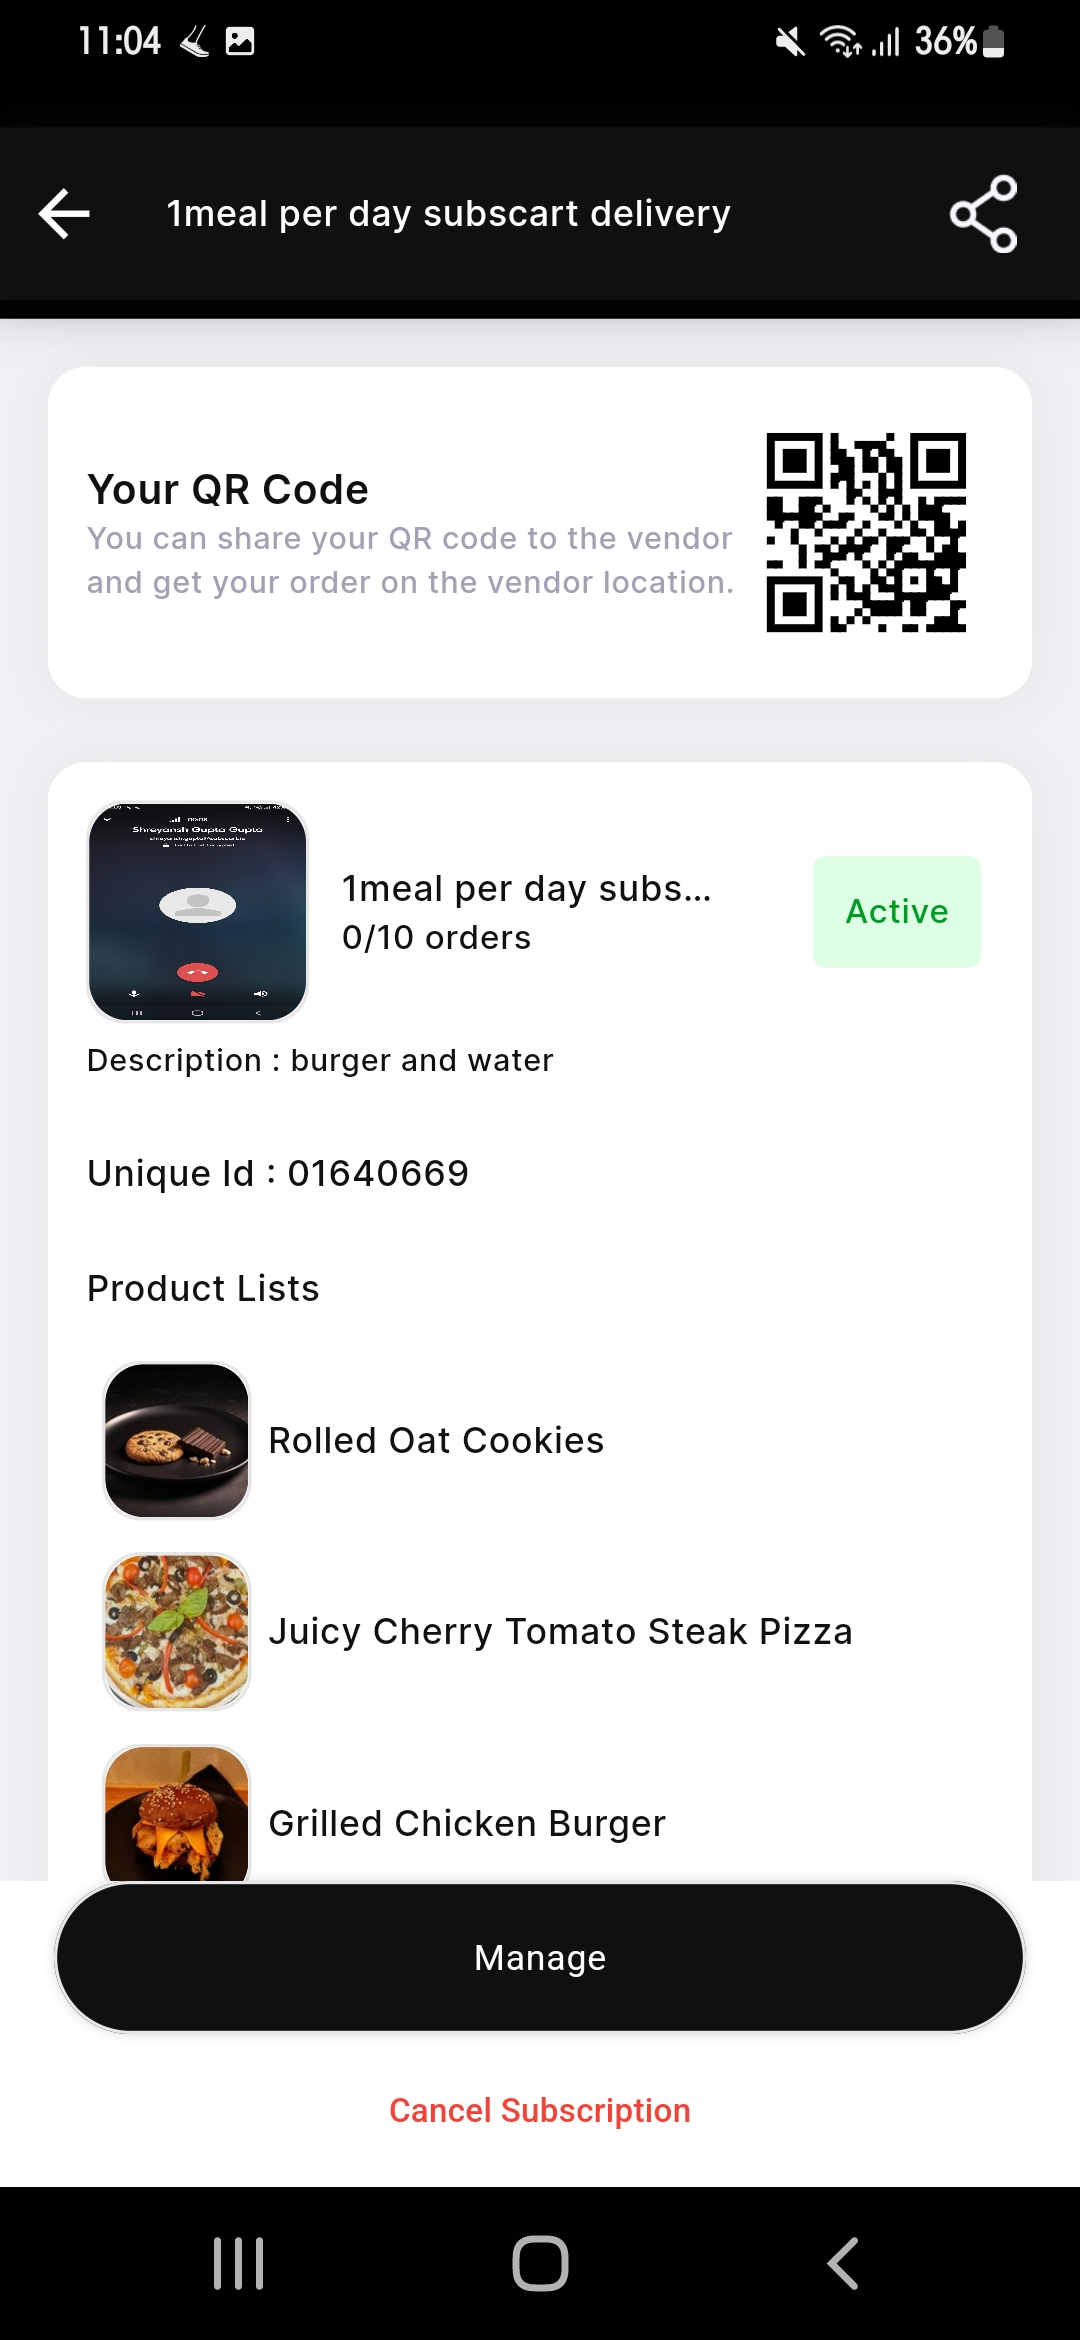 11:04
36%
1meal per day subscart delivery
Your QR Code
You can share your QR code to the vendor
and get your order on the vendor location.
Shreyansh Gupta Gupta
1meal per day subs...
0/10 orders
Active
Description : burger and water
Unique Id : 01640669
Product Lists
Rolled Oat Cookies
Juicy Cherry Tomato Steak Pizza
Grilled Chicken Burger
Manage
Cancel Subscription